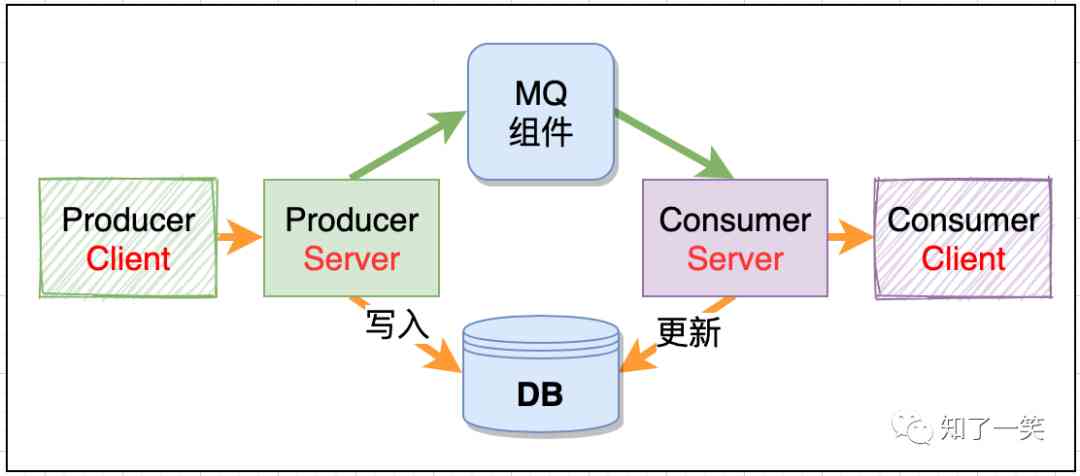 MQ
组件
Producer
Client
Producer
Server
Consumer
Server
Consumer
Client
写入
更新
DB
知了一笑